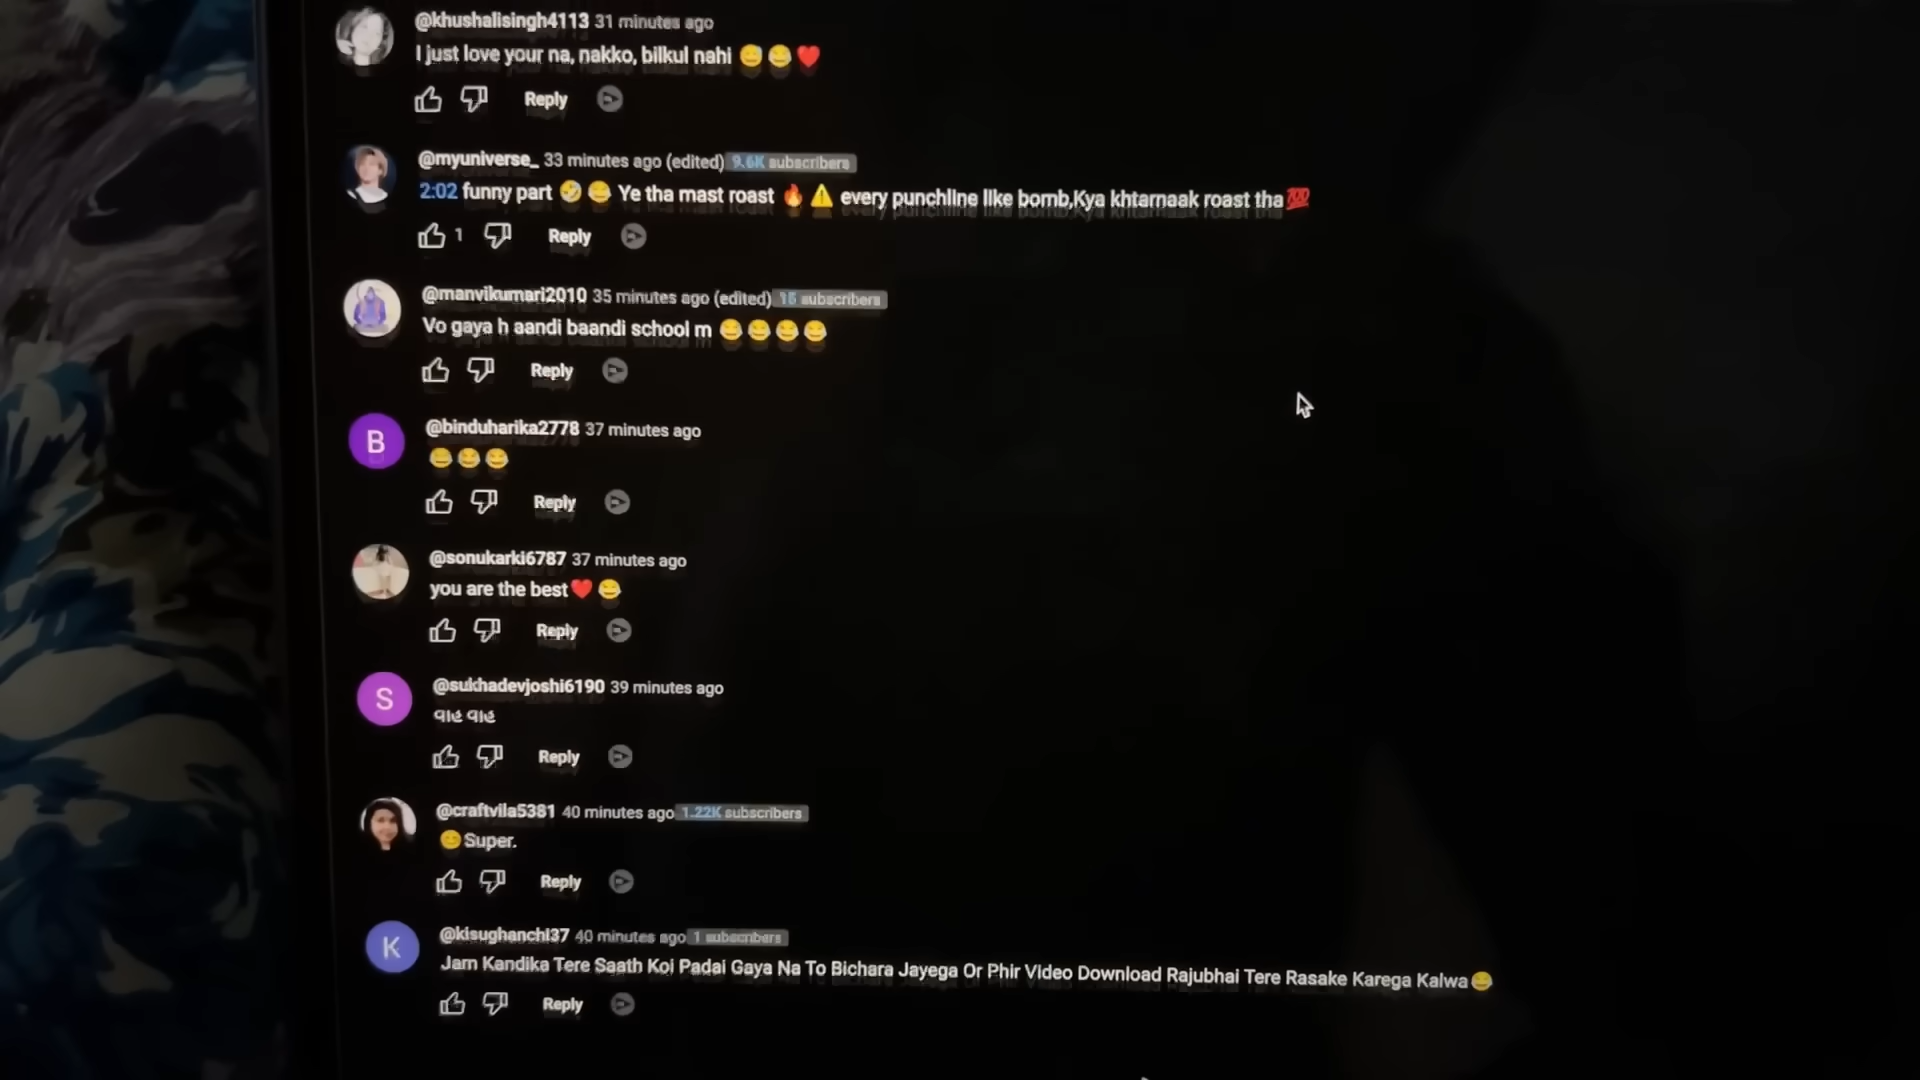 @khushalisingh4113 31 minutes ago
I just love your na, nakko, bilkul nahi 😅😂❤️
Reply
@myuniverse_ 33 minutes ago (edited) 9.6K subscribers
2:02 funny part 🤣😂 Ye tha mast roast 🔥⚠️ every punchline like bomb,Kya khtarnaak roast tha💯
1 Reply
@manvikumari2010 35 minutes ago (edited) 15 subscribers
Vo gaya h aandi baandi school m 😂😂😂😂
Reply
B
@binduharika2778 37 minutes ago
😂😂😂
Reply
@sonukarki6787 37 minutes ago
you are the best❤️😂
Reply
S
@sukhadevjoshi6190 39 minutes ago
વાહ વાહ
Reply
@craftvila5381 40 minutes ago 1.22K subscribers
😊Super.
Reply
K
@kisughanchi37 40 minutes ago 1 subscribers
Jam Kandika Tere Saath Koi Padai Gaya Na To Bichara Jayega Or Phir Video Download Rajubhai Tere Rasake Karega Kalwa😂
Reply